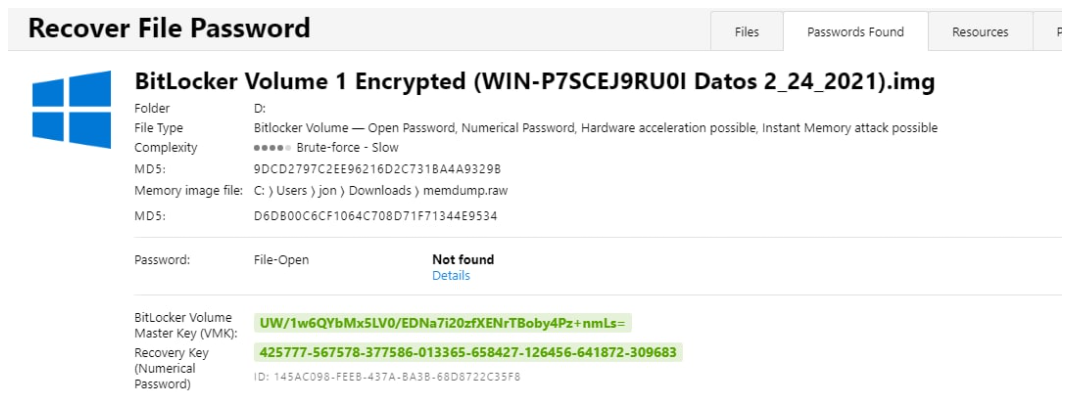 Recover File Password
Files
Passwords Found
Resources
BitLocker Volume 1 Encrypted (WIN-P7SCEJ9RU0I Datos 2_24_2021).img
Folder D:
File Type Bitlocker Volume — Open Password, Numerical Password, Hardware acceleration possible, Instant Memory attack possible
Complexity Brute-force - Slow
MD5: 9DCD2797C2EE96216D2C731BA4A9329B
Memory image file: C: ⟩ Users ⟩ jon ⟩ Downloads ⟩ memdump.raw
MD5: D6DB00C6CF1064C708D71F71344E9534
Password: File-Open Not found
Details
BitLocker Volume
Master Key (VMK): UW/1w6QYbMx5LV0/EDNa7i20zfXENrTBoby4Pz+nmLs=
Recovery Key 425777-567578-377586-013365-658427-126456-641872-309683
(Numerical
Password) ID: 145AC098-FEEB-437A-BA3B-68D8722C35F8